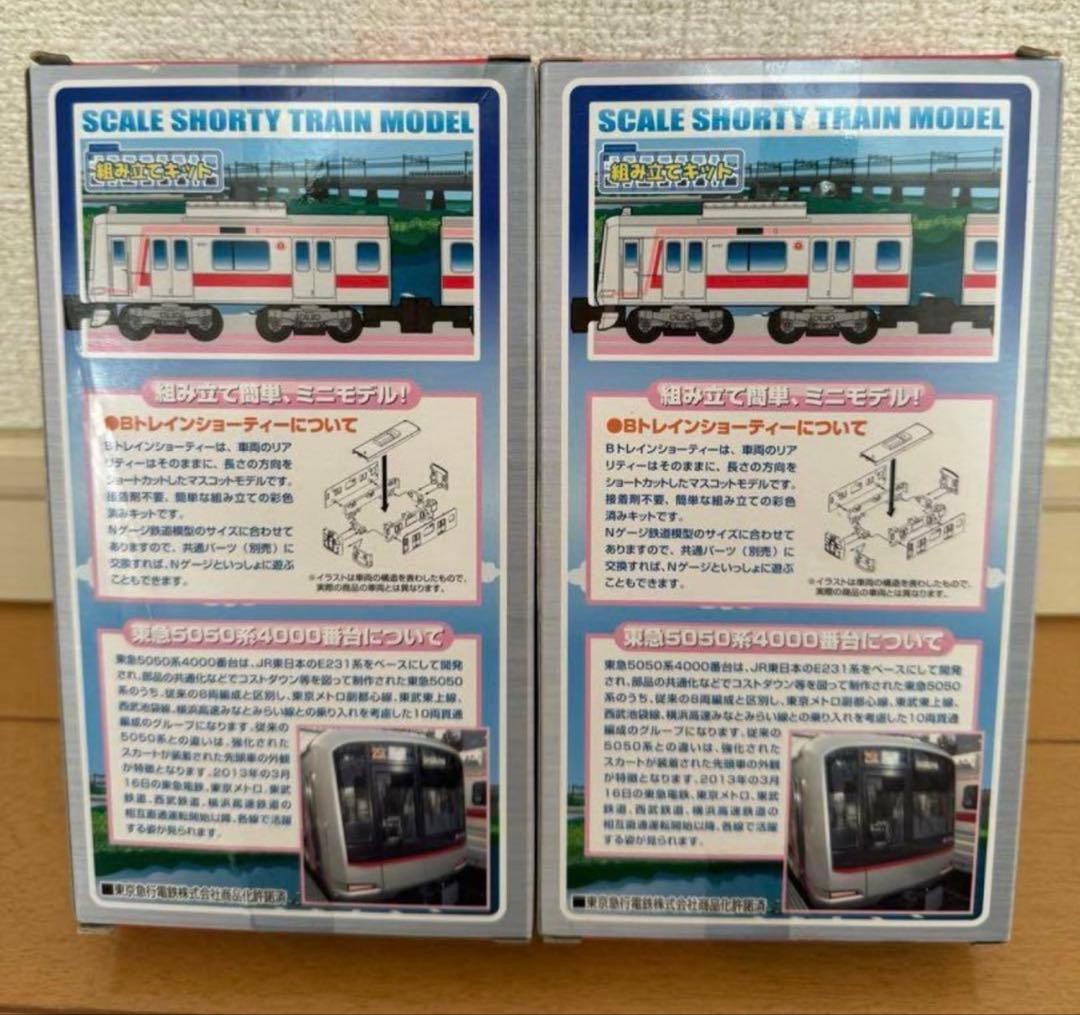 SCALE SHORTY TRAIN MODEL
組み立てキット
組み立て簡単、ミニモデル!
●Bトレインショーティーについて
Bトレインショーティーは、車両のリア
リティーはそのままに、長さの方向を
ショートカットしたマスコットモデルです。
接着剤不要、簡単な組み立ての彩色
済みキットです。
Nゲージ鉄道模型のサイズに合わせて
ありますので、共通パーツ(別売)に
交換すれば、Nゲージといっしょに遊ぶ
こともできます。
※イラストは車両の構造を表わしたもので、
実際の商品の車両とは異なります。
東急5050系4000番台について
東急5050系4000番台は、JR東日本のE231系をベースにして開発
され、部品の共通化などでコストダウン等を図って制作された東急5050
系のうち、従来の8両編成と区別し、東京メトロ副都心線、東武東上線、
西武池袋線、横浜高速みなとみらい線との乗り入れを考慮した10両貫通
編成のグループになります。従来の
5050系との違いは、強化された
スカートが装着された先頭車の外観
が特徴となります。2013年の3月
16日の東急電鉄、東京メトロ、東武
鉄道、西武鉄道、横浜高速鉄道の
相互直通運転開始以降、各線で活躍
する姿が見られます。
■東京急行電鉄株式会社商品化許諾済
SCALE SHORTY TRAIN MODEL
組み立てキット
組み立て簡単、ミニモデル!
●Bトレインショーティーについて
Bトレインショーティーは、車両のリア
リティーはそのままに、長さの方向を
ショートカットしたマスコットモデルです。
接着剤不要、簡単な組み立ての彩色
済みキットです。
Nゲージ鉄道模型のサイズに合わせて
ありますので、共通パーツ(別売)に
交換すれば、Nゲージといっしょに遊ぶ
こともできます。
※イラストは車両の構造を表わしたもので、
実際の商品の車両とは異なります。
東急5050系4000番台について
東急5050系4000番台は、JR東日本のE231系をベースにして開発
され、部品の共通化などでコストダウン等を図って制作された東急5050
系のうち、従来の8両編成と区別し、東京メトロ副都心線、東武東上線、
西武池袋線、横浜高速みなとみらい線との乗り入れを考慮した10両貫通
編成のグループになります。従来の
5050系との違いは、強化された
スカートが装着された先頭車の外観
が特徴となります。2013年の3月
16日の東急電鉄、東京メトロ、東武
鉄道、西武鉄道、横浜高速鉄道の
相互直通運転開始以降、各線で活躍
する姿が見られます。
■東京急行電鉄株式会社商品化許諾済